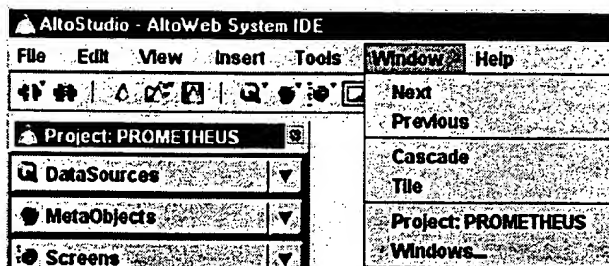 AltoStudio - AltoWeb System IDE
File Edit View Insert Tools Window Help
Next
Previous
Project: PROMETHEUS
Cascade
DataSources
Tile
MetaObjects
Project: PROMETHEUS
Screens
Windows...